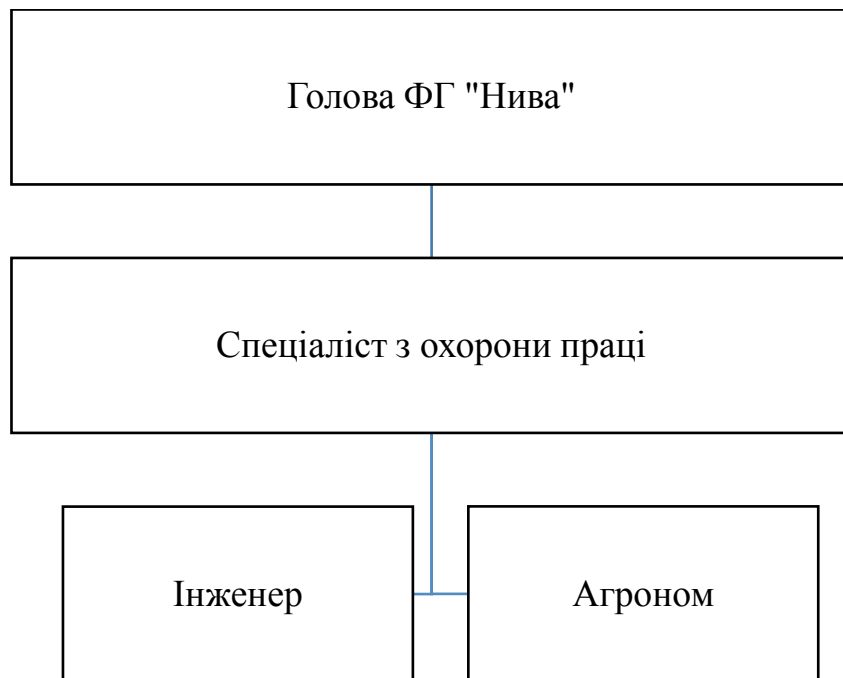 Голова ФГ "Нива"
Спеціаліст з охорони праці
Інженер
Агроном